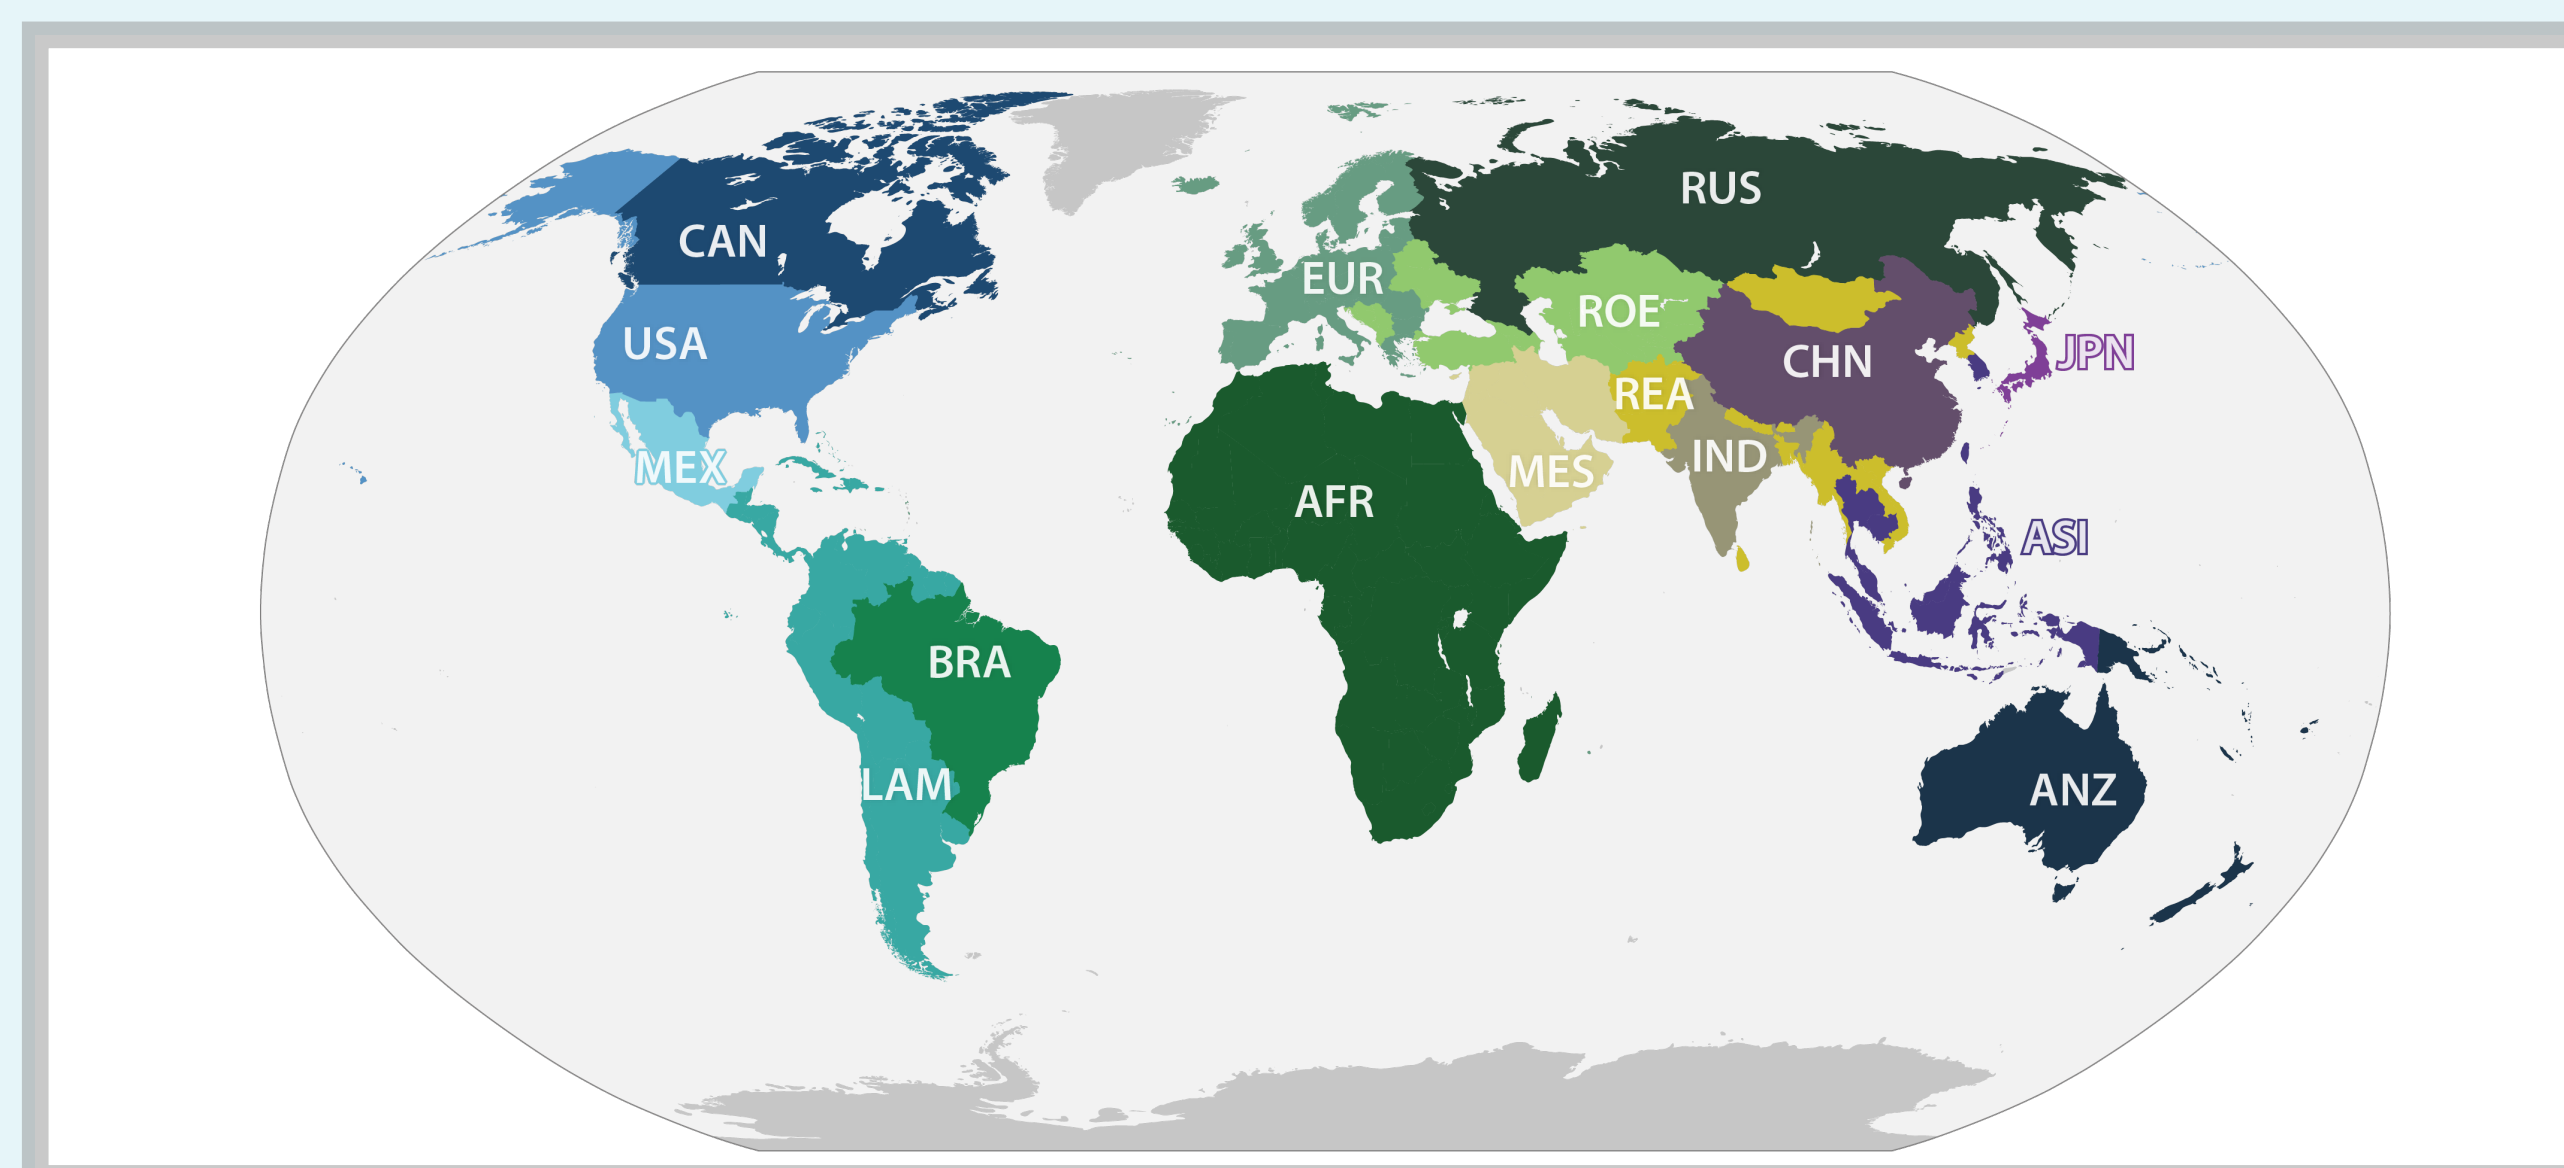 RUS
CAN
EUR
ROE
USA
JPN
CHN
REA
IND
MEX
MES
AFR
ASI
BRA
LAM
ANZ